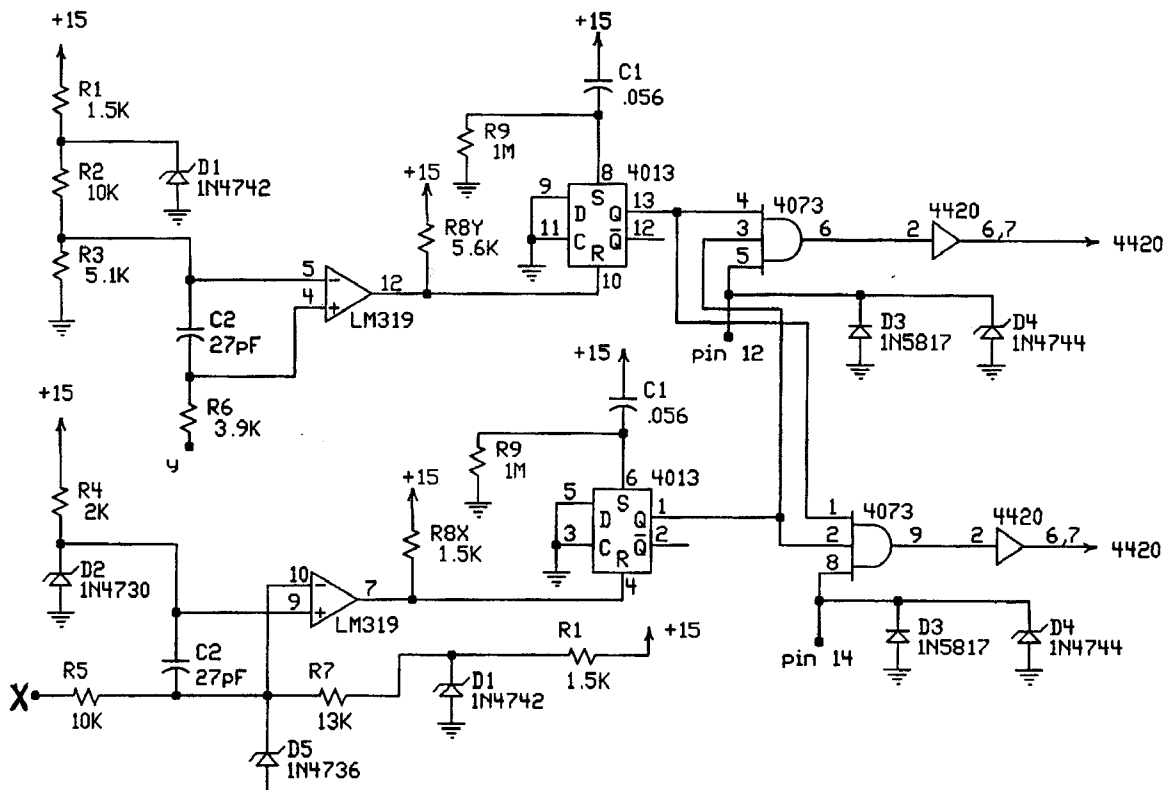 +15
R1
1.5K
R2
10K
D1
1N4742
R3
5.1K
C2
27pF
R6
3.9K
y
5
4
-
+
LM319
12
+15
R8Y
5.6K
+15
C1
.056
R9
1M
4013
8
9
11
S
D
Q
C
Q
R
13
12
10
4073
4
3
5
6
4420
2
6,7
4420
pin 12
D3
1N5817
D4
1N4744
+15
R4
2K
D2
1N4730
10
9
-
+
LM319
7
+15
R8X
1.5K
+15
C1
.056
R9
1M
4013
6
5
3
S
D
Q
C
Q
R
1
2
4
4073
1
2
8
9
4420
2
6,7
4420
pin 14
D3
1N5817
D4
1N4744
X
R5
10K
C2
27pF
R7
13K
D1
1N4742
R1
1.5K
+15
D5
1N4736